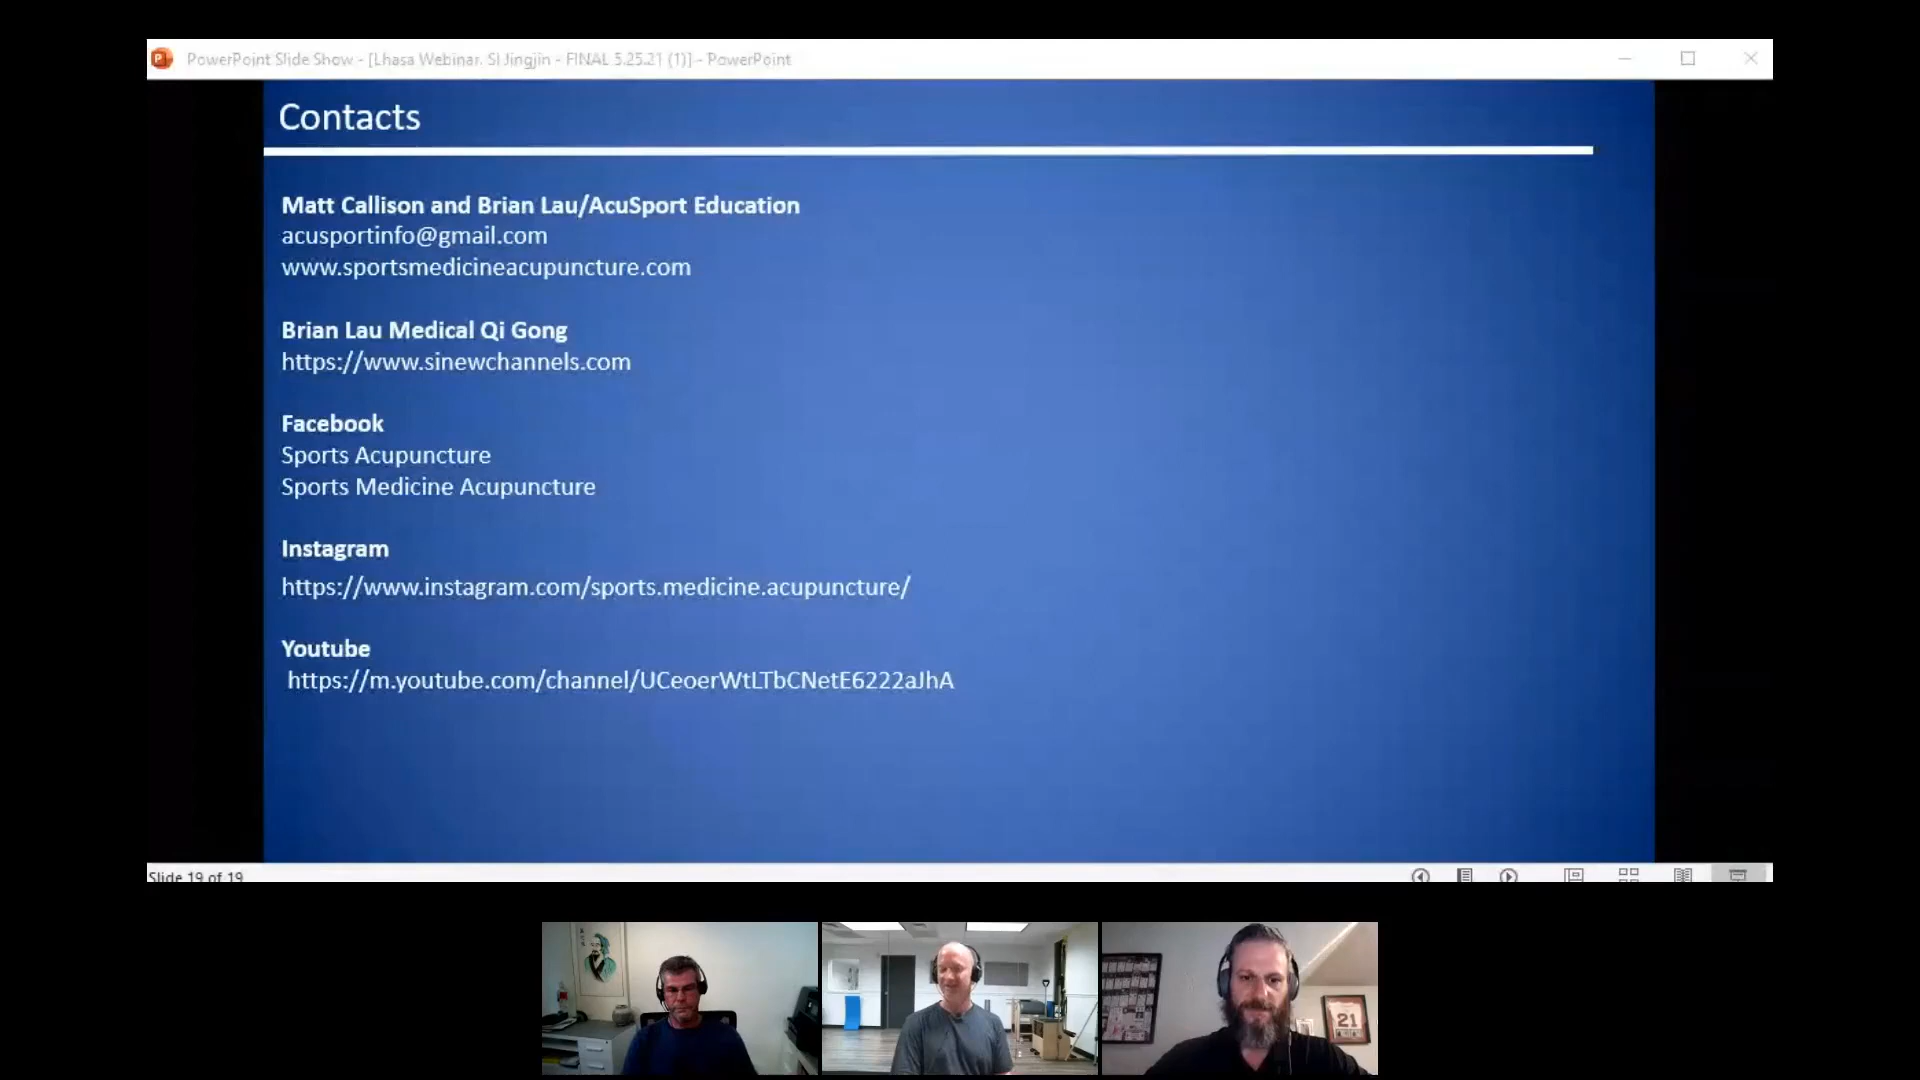 PowerPoint Slide Show - [Lhasa Webinar. SI Jingjin - FINAL 5.25.21 (1)] - PowerPoint
Contacts
Matt Callison and Brian Lau/AcuSport Education
acusportinfo@gmail.com
www.sportsmedicineacupuncture.com
Brian Lau Medical Qi Gong
https://www.sinewchannels.com
Facebook
Sports Acupuncture
Sports Medicine Acupuncture
Instagram
https://www.instagram.com/sports.medicine.acupuncture/
Youtube
https://m.youtube.com/channel/UCeoerWtLTbCNetE6222aJhA
Slide 19 of 19
21